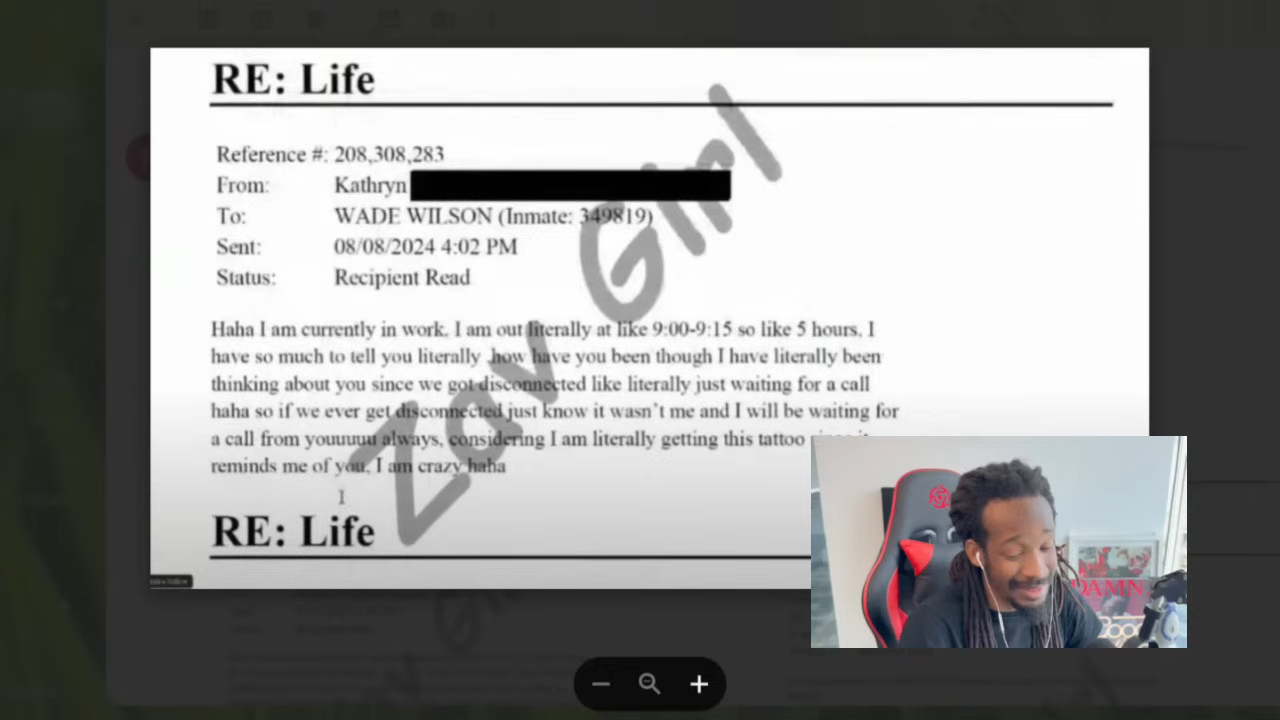 RE: Life
Reference #: 208,308,283
From: Kathryn
To: WADE WILSON (Inmate: 349819)
Sent: 08/08/2024 4:02 PM
Status: Recipient Read
Haha I am currently in work. I am out literally at like 9:00-9:15 so like 5 hours. I
have so much to tell you literally how have you been though I have literally been
thinking about you since we got disconnected like literally just waiting for a call
haha so if we ever get disconnected just know it wasn't me and I will be waiting for
a call from youuuuu always, considering I am literally getting this tattoo
reminds me of you, I am crazy haha
Zav Girl
RE: Life
DAMN.